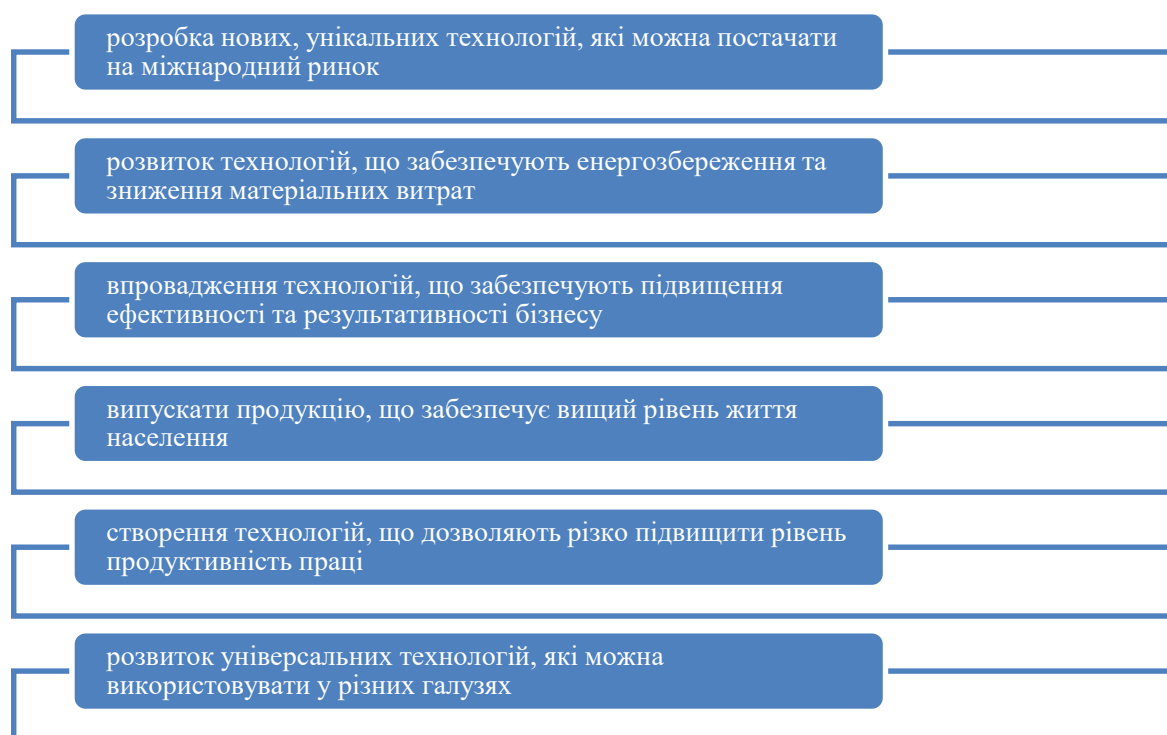 розробка нових, унікальних технологій, які можна постачати
на міжнародний ринок
розвиток технологій, що забезпечують енергозбереження та
зниження матеріальних витрат
впровадження технологій, що забезпечують підвищення
ефективності та результативності бізнесу
випускати продукцію, що забезпечує вищий рівень життя
населення
створення технологій, що дозволяють різко підвищити рівень
продуктивність праці
розвиток універсальних технологій, які можна
використовувати у різних галузях